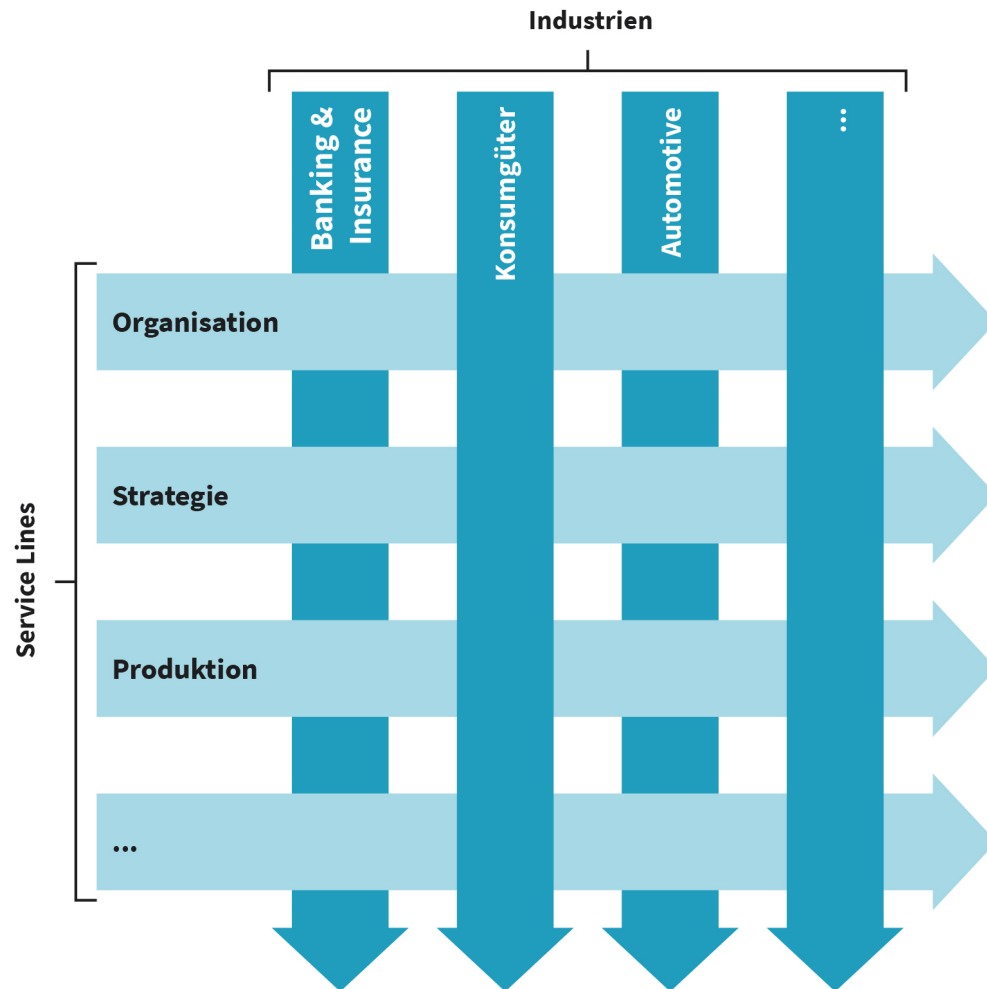 Industrien
Banking &
Insurance
Konsumgüter
Automotive
...
Service Lines
Organisation
Strategie
Produktion
...